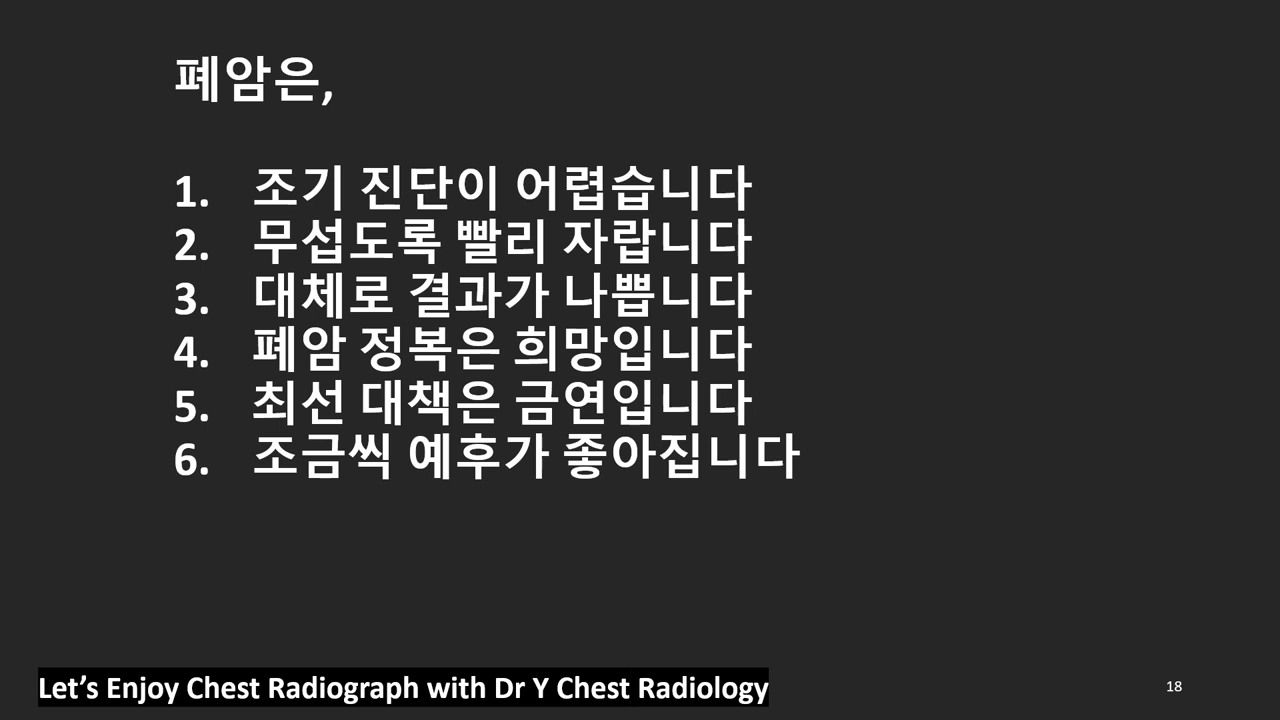 폐암은,
1. 조기 진단이 어렵습니다
2. 무섭도록 빨리 자랍니다
3. 대체로 결과가 나쁩니다
4. 폐암 정복은 희망입니다
5. 최선 대책은 금연입니다
6. 조금씩 예후가 좋아집니다
Let's Enjoy Chest Radiograph with Dr Y Chest Radiology
18